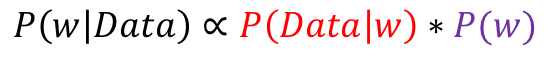 P(w|Data) ∝ P(Data|w) * P(w)